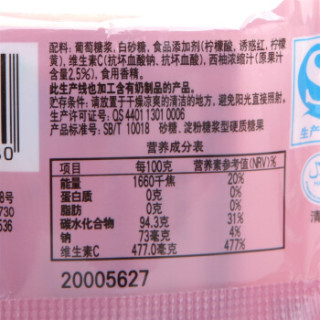 配料：葡萄糖浆，白砂糖，食品添加剂(柠檬酸，诱惑红，柠檬
黄)，维生素C(抗坏血酸钠，抗坏血酸)，西柚浓缩汁(原果汁
含量2.5%)，食用香精。
此生产线也加工含有奶制品的产品。
贮存条件：请放置于干燥凉爽的清洁的地方，避免阳光直接照射。
生产许可证号：QS 4401 1301 0006
产品标准号：SB/T 10018 砂糖、淀粉糖浆型硬质糖果
营养成分表
项目 每100克 营养素参考值(NRV)%
能量 1660千焦 20%
蛋白质 0克 0%
脂肪 0克 0%
碳水化合物 94.3克 31%
钠 73毫克 4%
维生素C 477.0毫克 477%
20005627
8号
730
536
生产
清